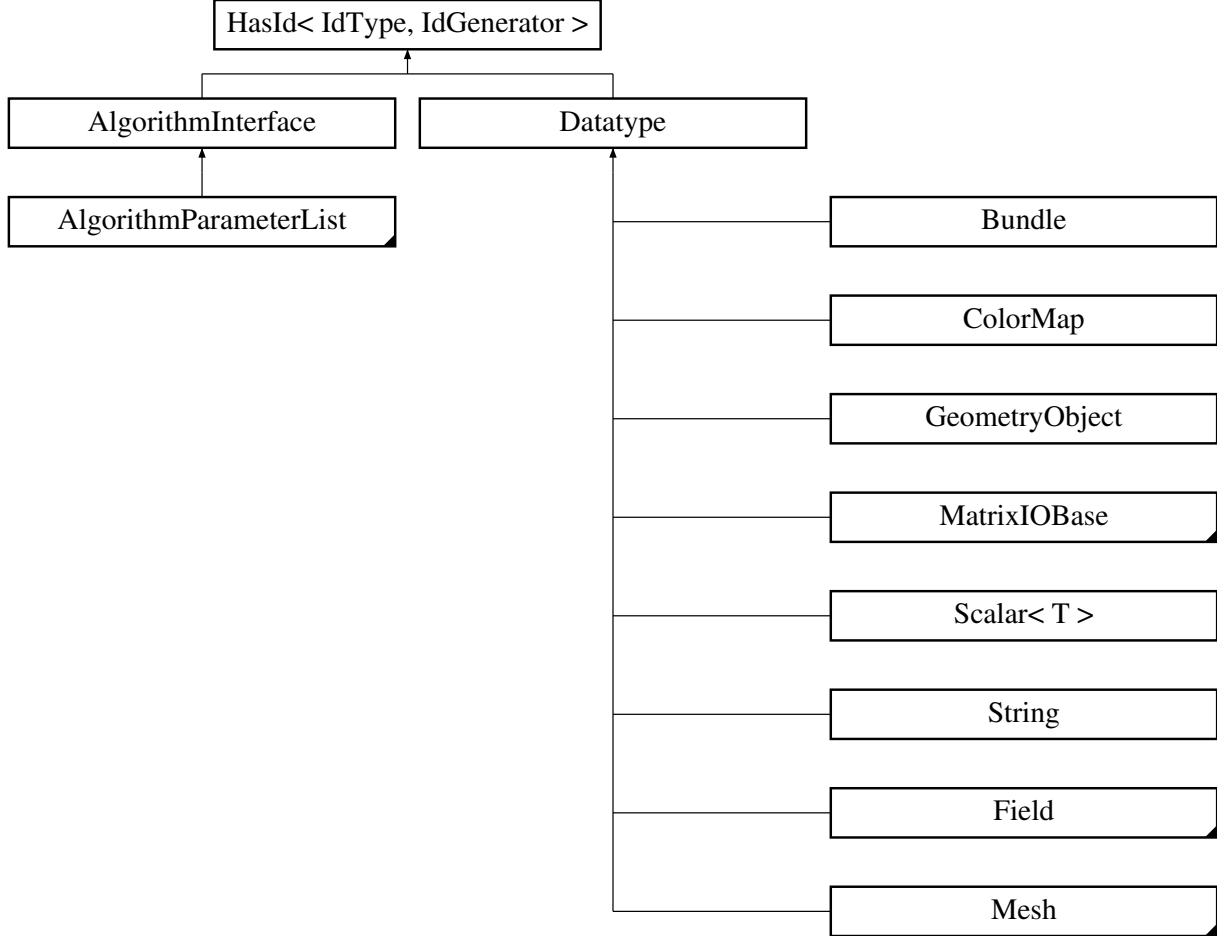 HasId< IdType, IdGenerator >
AlgorithmInterface
Datatype
AlgorithmParameterList
Bundle
ColorMap
GeometryObject
MatrixIOBase
Scalar< T >
String
Field
Mesh